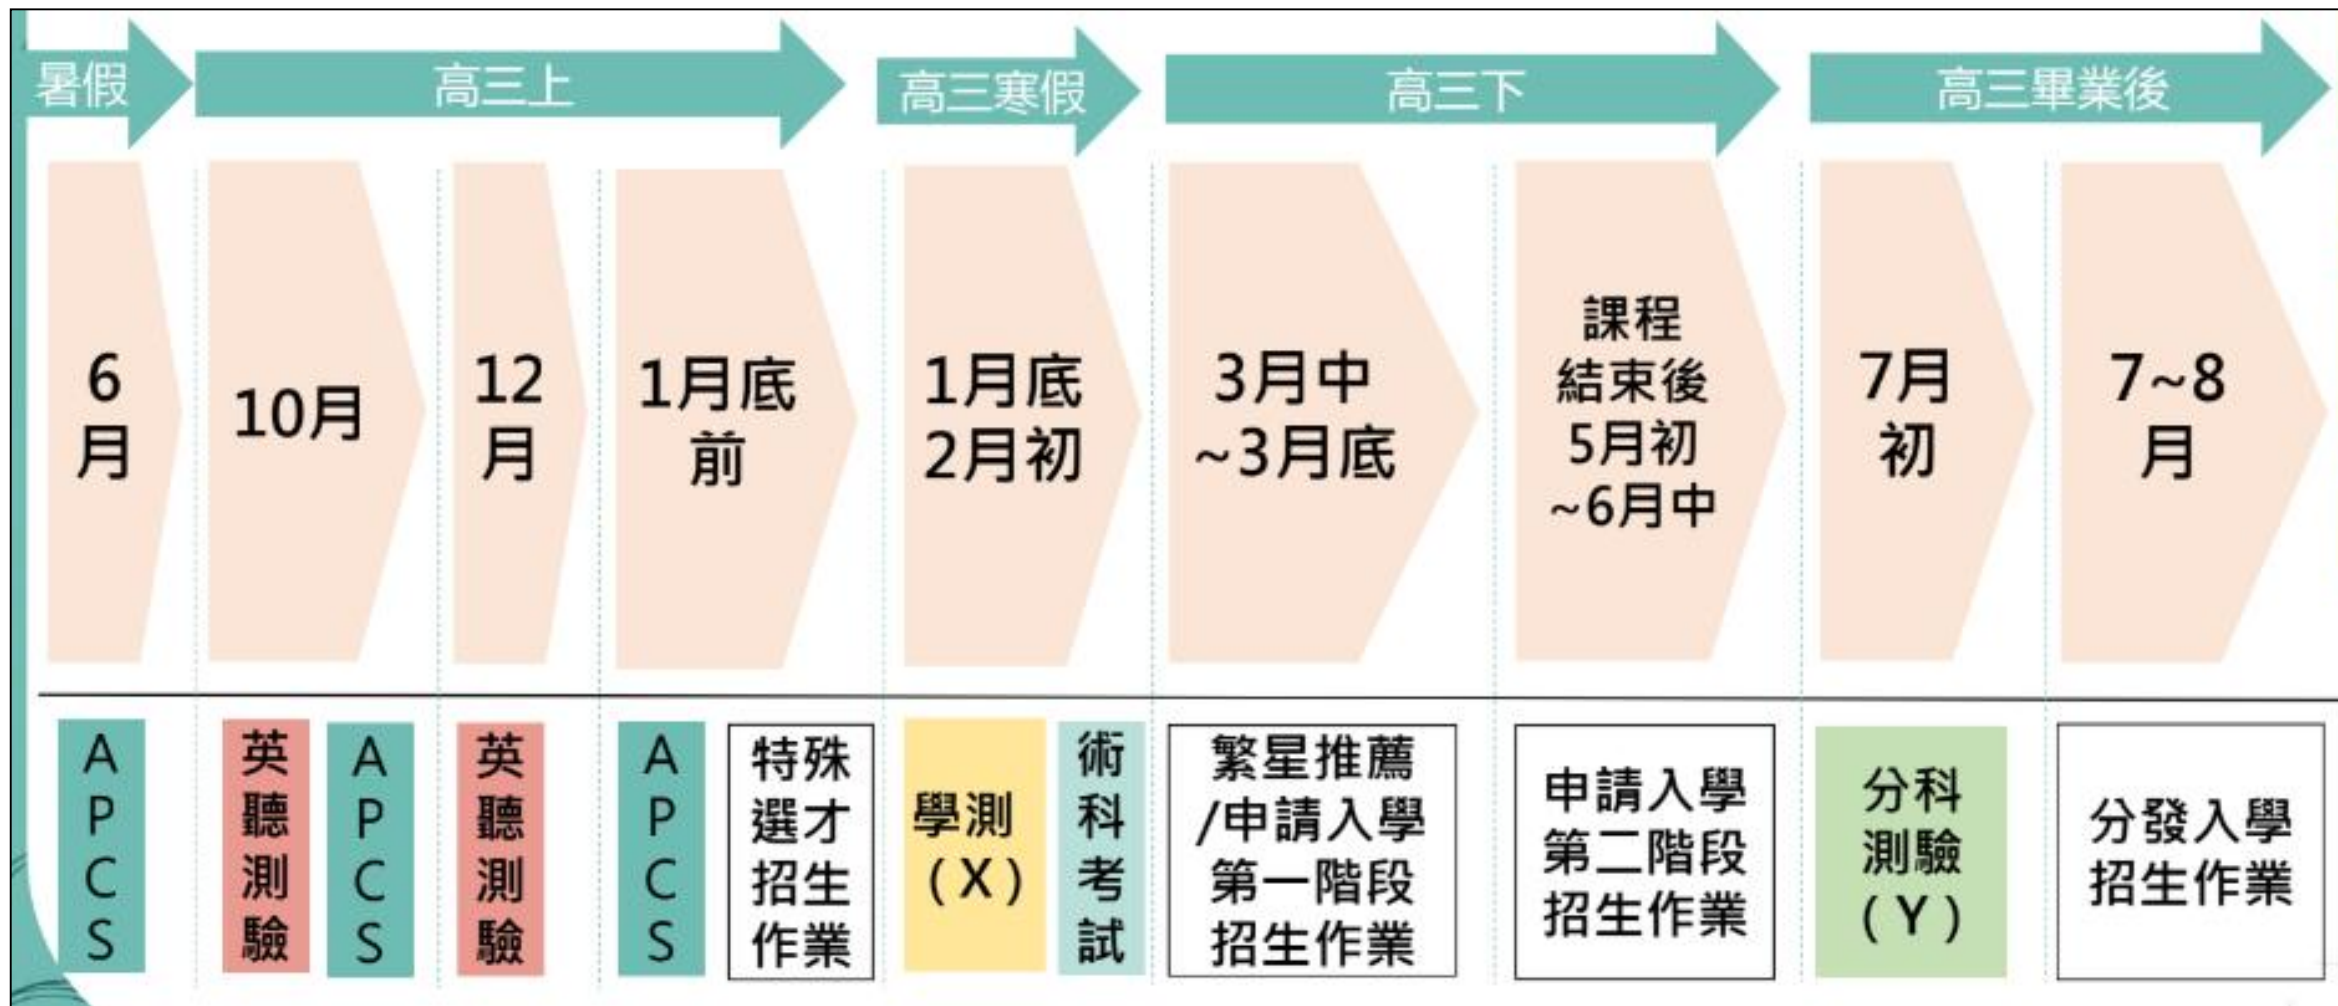 暑假
高三上
高三寒假
高三下
高三畢業後
6
月
10月
12
月
1月底
前
1月底
2月初
3月中
~3月底
課程
結束後
5月初
~6月中
7月
初
7~8
月
A
P
C
S
英
聽
測
驗
A
P
C
S
英
聽
測
驗
A
P
C
S
特殊
選才
招生
作業
學測
(X)
術
科
考
試
繁星推薦
/申請入學
第一階段
招生作業
申請入學
第二階段
招生作業
分科
測驗
(Y)
分發入學
招生作業